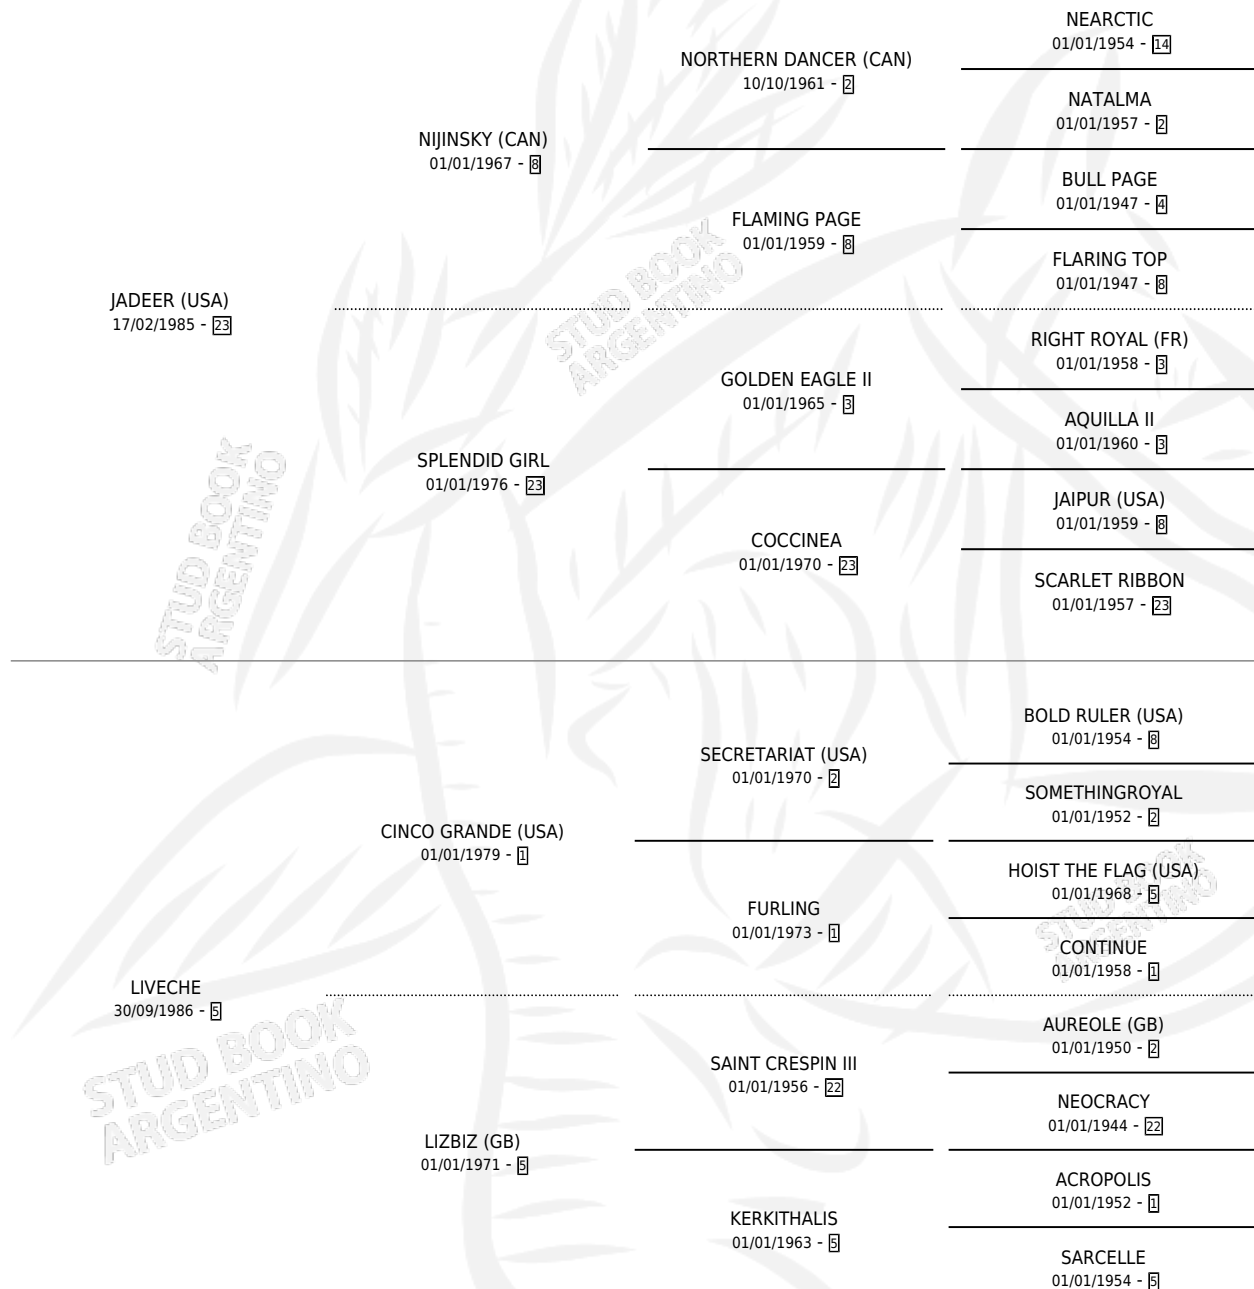 NEARCTIC
01/01/1954 - 14
NORTHERN DANCER (CAN)
10/10/1961 - 2
NATALMA
01/01/1957 - 2
NIJINSKY (CAN)
01/01/1967 - 8
BULL PAGE
01/01/1947 - 4
FLAMING PAGE
01/01/1959 - 8
FLARING TOP
01/01/1947 - 8
JADEER (USA)
17/02/1985 - 23
RIGHT ROYAL (FR)
01/01/1958 - 3
GOLDEN EAGLE II
01/01/1965 - 3
AQUILLA II
01/01/1960 - 3
SPLENDID GIRL
01/01/1976 - 23
JAIPUR (USA)
01/01/1959 - 8
COCCINEA
01/01/1970 - 23
SCARLET RIBBON
01/01/1957 - 23
STUD BOOK
ARGENTINO
STUD BOOK
ARGENTINO
BOLD RULER (USA)
01/01/1954 - 8
SECRETARIAT (USA)
01/01/1970 - 2
SOMETHINGROYAL
01/01/1952 - 2
CINCO GRANDE (USA)
01/01/1979 - 1
HOIST THE FLAG (USA)
01/01/1968 - 5
FURLING
01/01/1973 - 1
CONTINUE
01/01/1958 - 1
STUD BOOK
ARGENTINO
LIVECHE
30/09/1986 - 5
AUREOLE (GB)
01/01/1950 - 2
SAINT CRESPIN III
01/01/1956 - 22
NEOCRACY
01/01/1944 - 22
LIZBIZ (GB)
01/01/1971 - 5
ACROPOLIS
01/01/1952 - 1
KERKITHALIS
01/01/1963 - 5
SARCELLE
01/01/1954 - 5
STUD BOOK
ARGENTINO